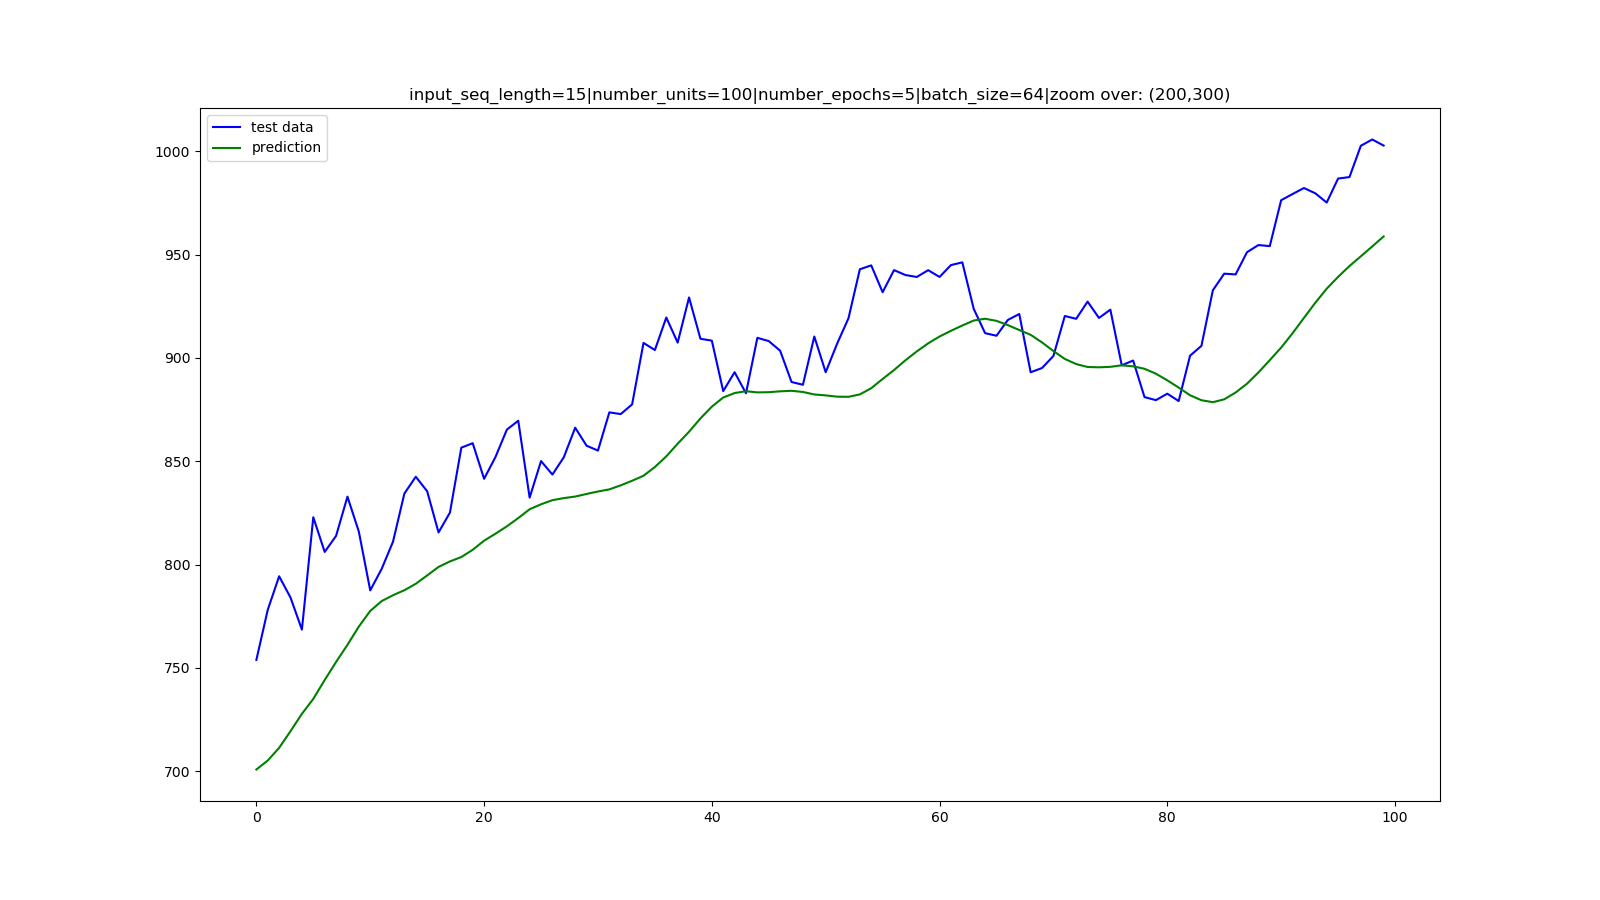 input_seq_length=15|number_units=100|number_epochs=5|batch_size=64|zoom over: (200,300)
test data
prediction
1000
950
900
850
800
750
700
0 20 40 60 80 100